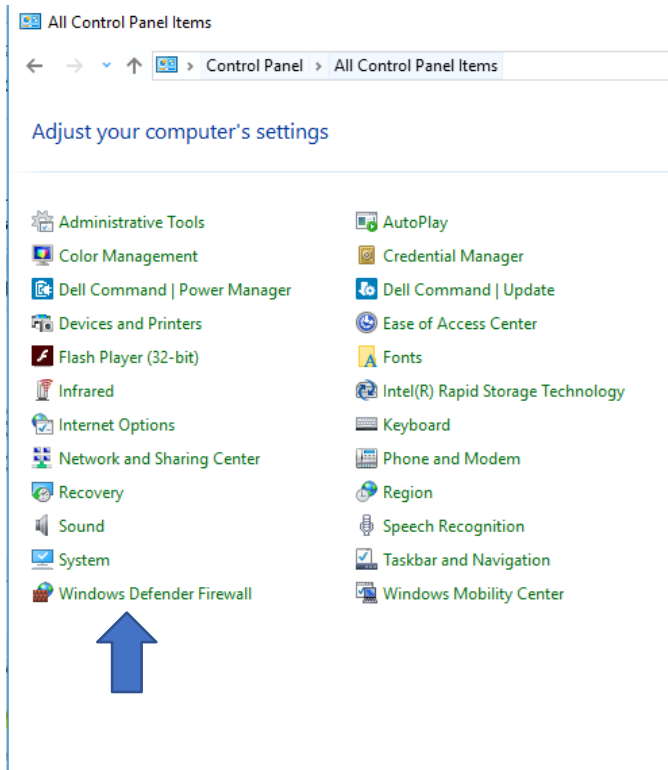 All Control Panel Items
Control Panel > All Control Panel Items
Adjust your computer's settings
Administrative Tools
AutoPlay
Color Management
Credential Manager
Dell Command | Power Manager
Dell Command | Update
Devices and Printers
Ease of Access Center
Flash Player (32-bit)
Fonts
Infrared
Intel(R) Rapid Storage Technology
Internet Options
Keyboard
Network and Sharing Center
Phone and Modem
Recovery
Region
Sound
Speech Recognition
System
Taskbar and Navigation
Windows Defender Firewall
Windows Mobility Center